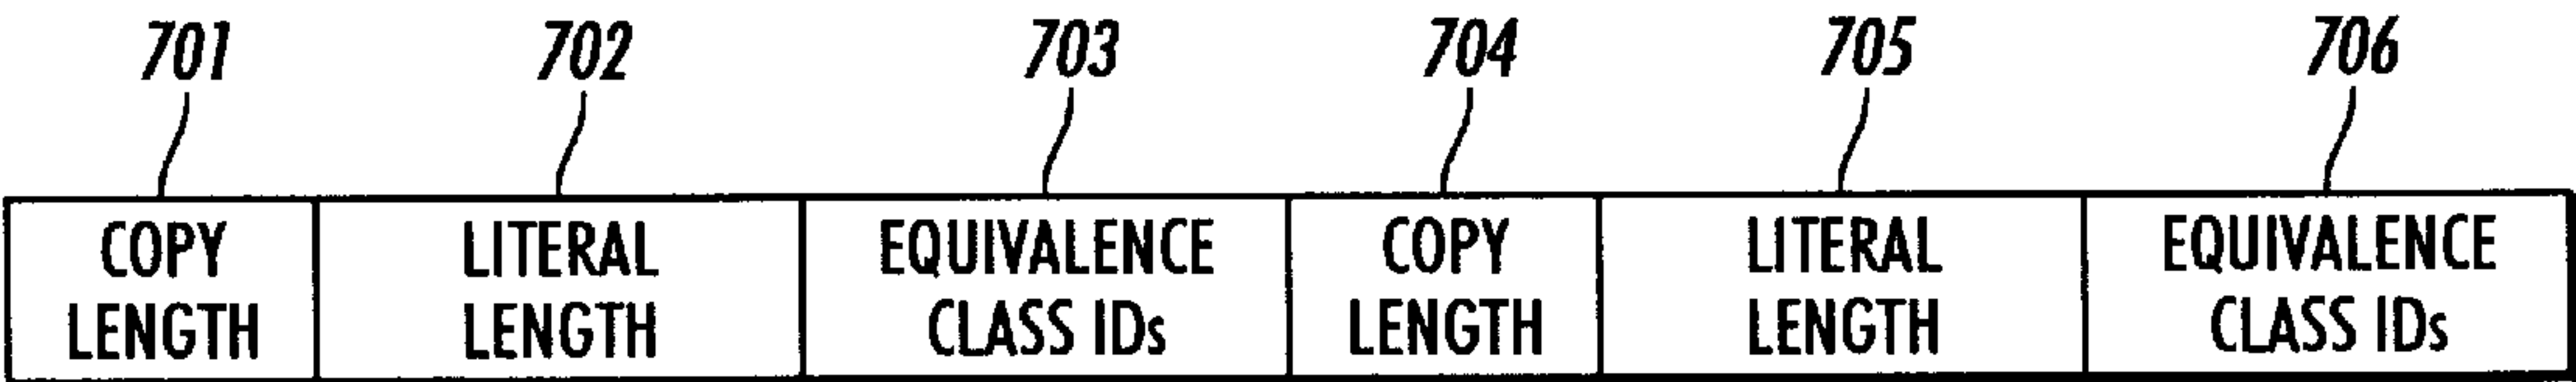 701 702 703 704 705 706
COPY LITERAL EQUIVALENCE COPY LITERAL EQUIVALENCE
LENGTH LENGTH CLASS IDs LENGTH LENGTH CLASS IDs